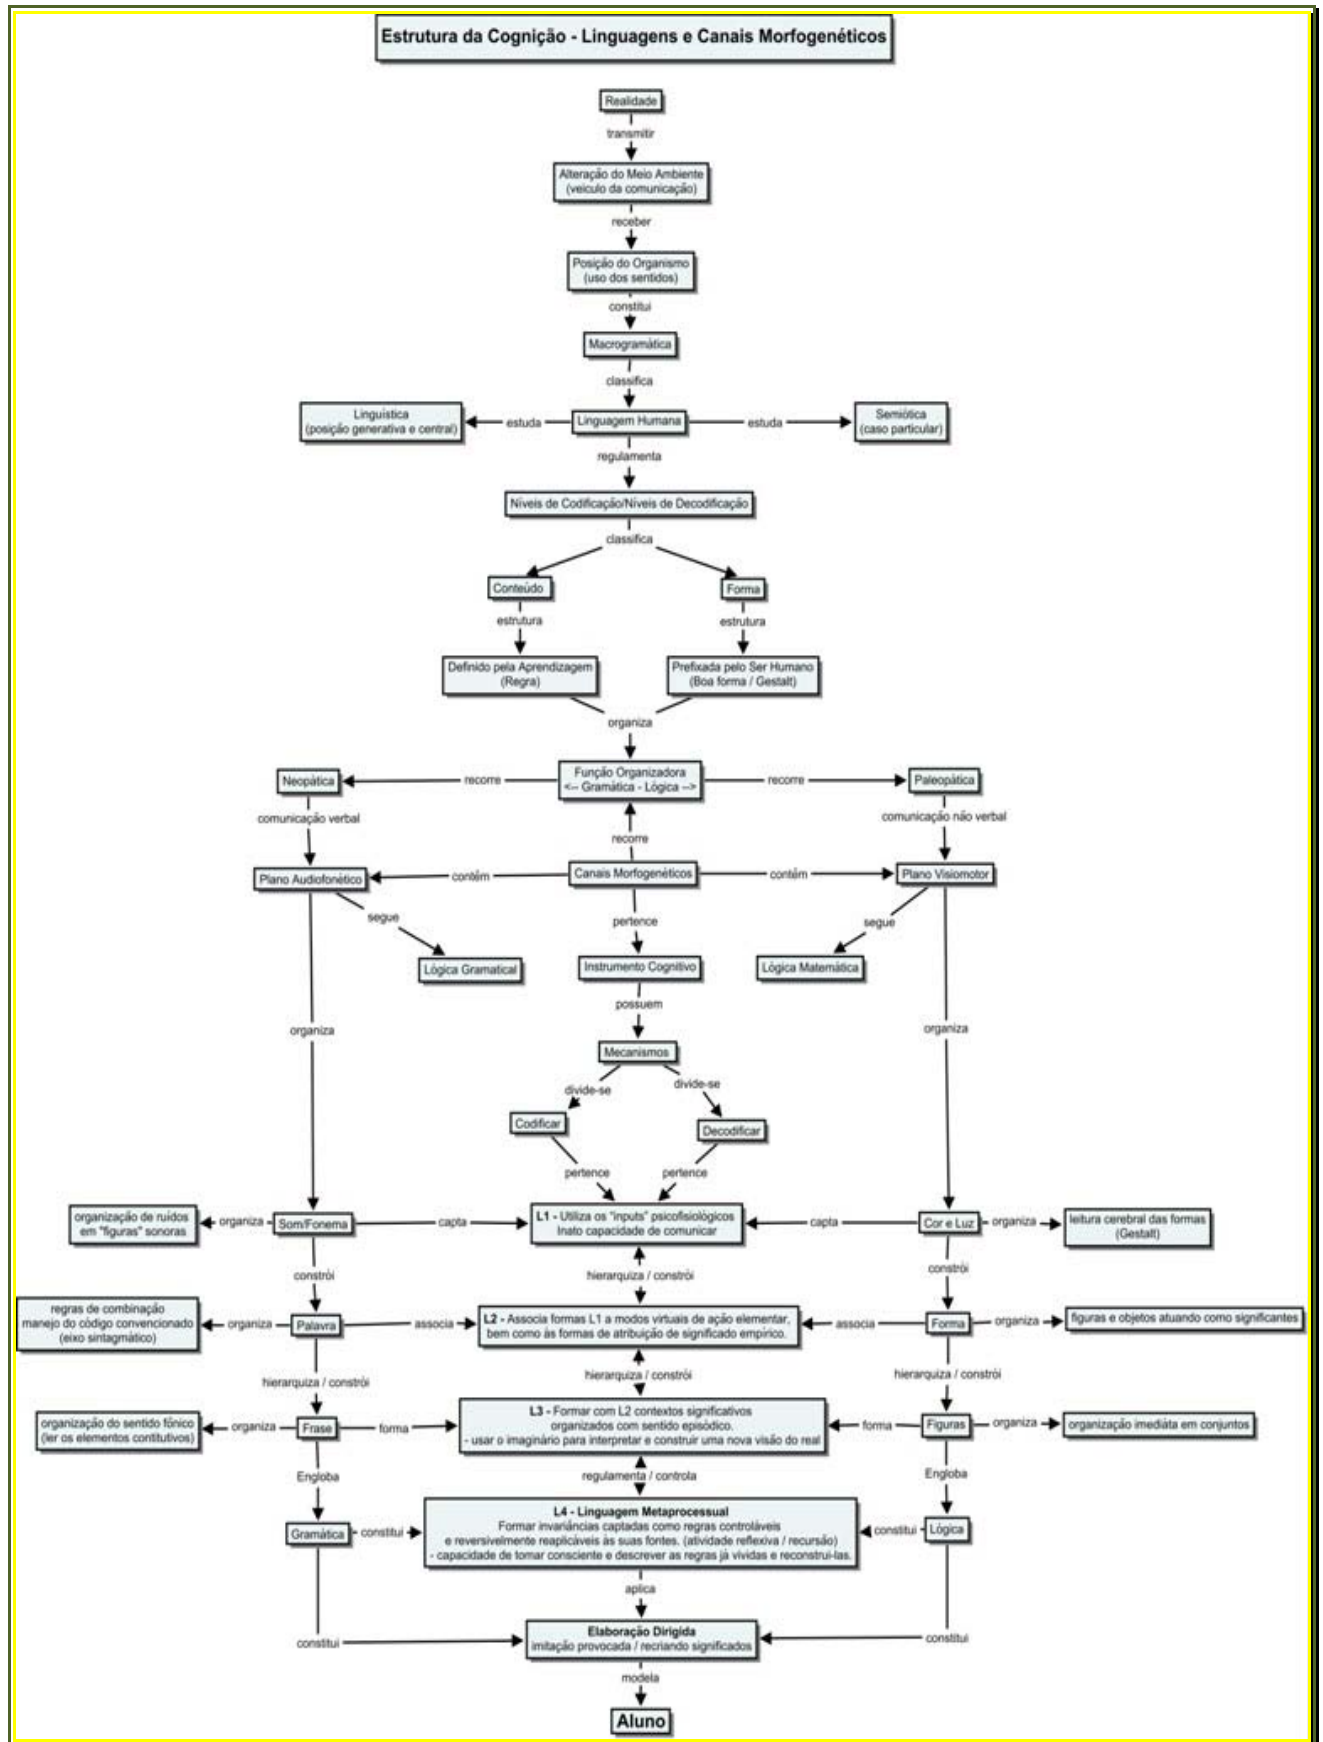 Estrutura da Cognição - Linguagens e Canais Morfogenéticos
Realidade
transmitir
Alteração do Meio Ambiente
(veiculo da comunicação)
receber
Posição do Organismo
(uso dos sentidos)
constitui
Macrogramática
classifica
Linguística
(posição generativa e central)
estuda
Linguagem Humana
estuda
Semiótica
(caso particular)
regulamenta
Níveis de Codificação/Níveis de Decodificação
classifica
Conteúdo
Forma
estrutura
estrutura
Definido pela Aprendizagem
(Regra)
Prefixada pelo Ser Humano
(Boa forma / Gestalt)
organiza
Neopática
recorre
Função Organizadora
<-- Gramática - Lógica -->
recorre
Paleopática
comunicação verbal
recorre
comunicação não verbal
Plano Audiofonético
contêm
Canais Morfogenéticos
contêm
Plano Visiomotor
segue
pertence
segue
Lógica Gramatical
Instrumento Cognitivo
Lógica Matemática
possuem
organiza
organiza
Mecanismos
divide-se
divide-se
Codificar
Decodificar
pertence
pertence
organização de ruídos
em "figuras" sonoras
organiza
Som/Fonema
capta
L1 - Utiliza os "inputs" psicofisiológicos
Inato capacidade de comunicar
capta
Cor e Luz
organiza
leitura cerebral das formas
(Gestalt)
constrói
hierarquiza / constrói
constrói
regras de combinação
manejo do código convencionado
(eixo sintagmático)
organiza
Palavra
associa
L2 - Associa formas L1 a modos virtuais de ação elementar,
bem como às formas de atribuição de significado empírico.
associa
Forma
organiza
figuras e objetos atuando como significantes
hierarquiza / constrói
hierarquiza / constrói
hierarquiza / constrói
organização do sentido fônico
(ler os elementos contitutivos)
organiza
Frase
forma
L3 - Formar com L2 contextos significativos
organizados com sentido episódico.
- usar o imaginário para interpretar e construir uma nova visão do real
forma
Figuras
organiza
organização imediáta em conjuntos
Engloba
regulamenta / controla
Engloba
Gramática
constitui
L4 - Linguagem Metaprocessual
Formar invariâncias captadas como regras controláveis
e reversivelmente reaplicáveis às suas fontes. (atividade reflexiva / recursão)
- capacidade de tomar consciente e descrever as regras já vividas e reconstrui-las.
constitui
Lógica
aplica
constitui
Elaboração Dirigida
imitação provocada / recriando significados
constitui
modela
Aluno